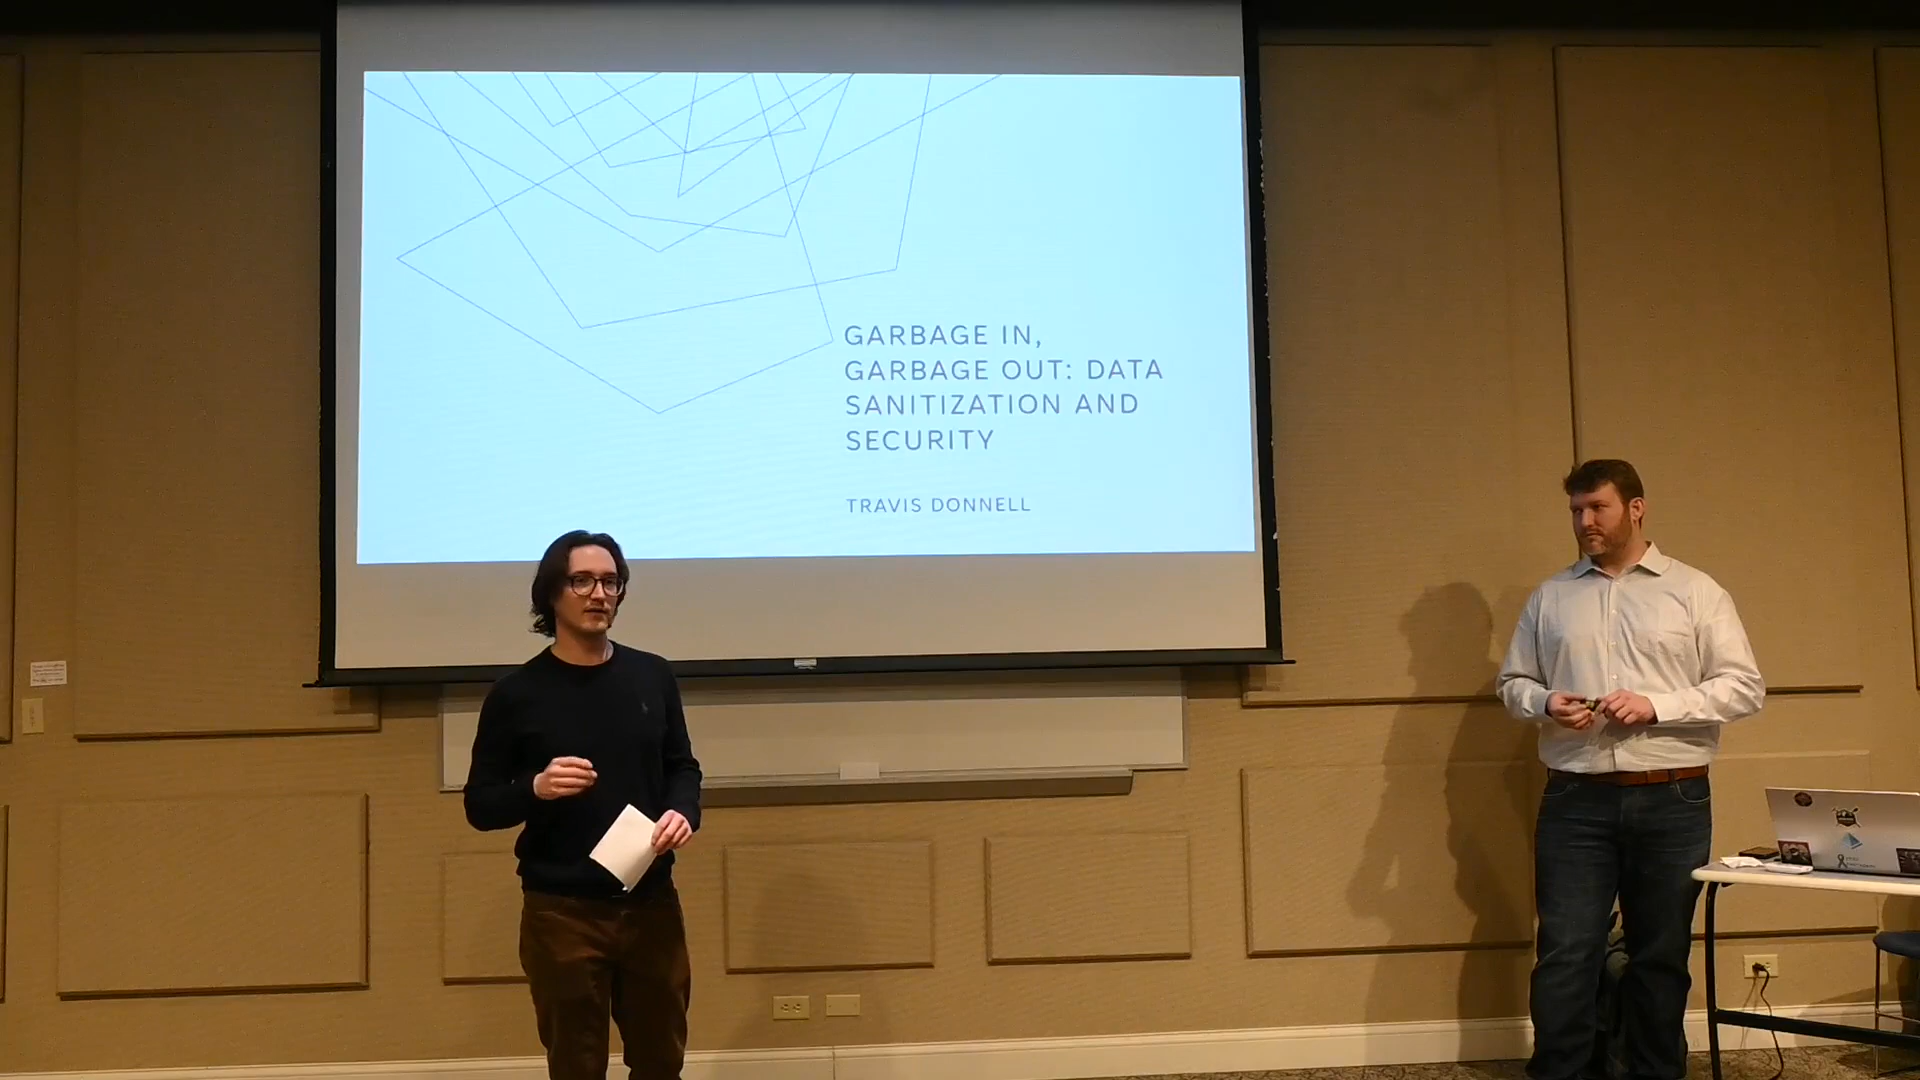 GARBAGE IN,
GARBAGE OUT: DATA
SANITIZATION AND
SECURITY
TRAVIS DONNELL